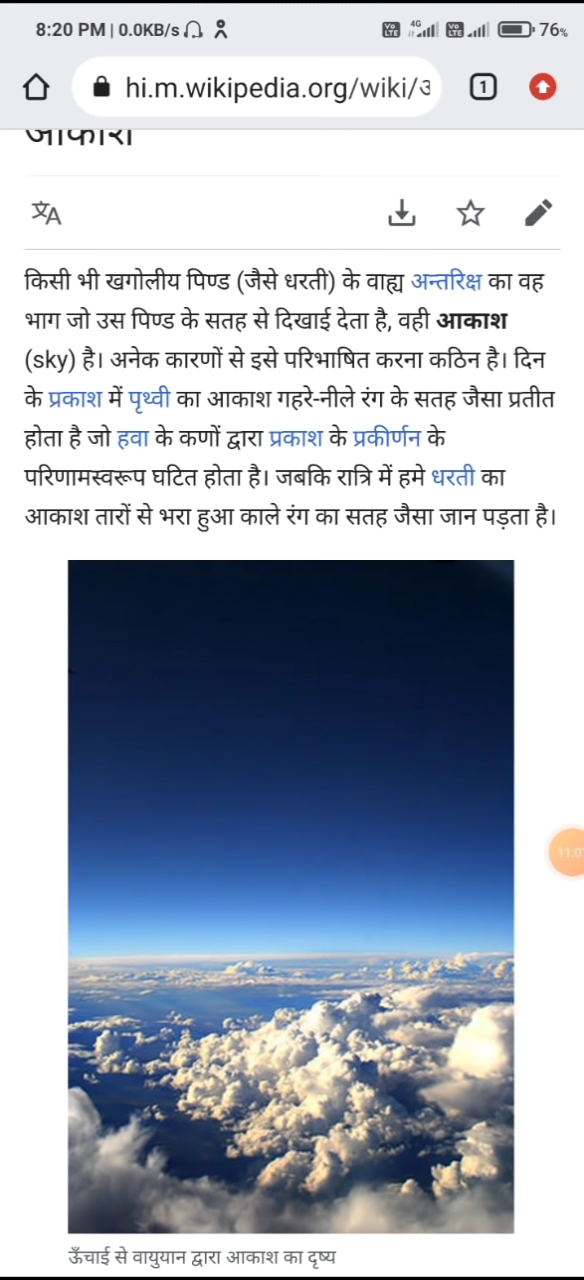 8:20 PM | 0.0KB/s 4G 76%
hi.m.wikipedia.org/wiki/अ 1
आकाश
किसी भी खगोलीय पिण्ड (जैसे धरती) के वाह्य अन्तरिक्ष का वह
भाग जो उस पिण्ड के सतह से दिखाई देता है, वही आकाश
(sky) है। अनेक कारणों से इसे परिभाषित करना कठिन है। दिन
के प्रकाश में पृथ्वी का आकाश गहरे-नीले रंग के सतह जैसा प्रतीत
होता है जो हवा के कणों द्वारा प्रकाश के प्रकीर्णन के
परिणामस्वरूप घटित होता है। जबकि रात्रि में हमे धरती का
आकाश तारों से भरा हुआ काले रंग का सतह जैसा जान पड़ता है।
ऊँचाई से वायुयान द्वारा आकाश का दृष्य